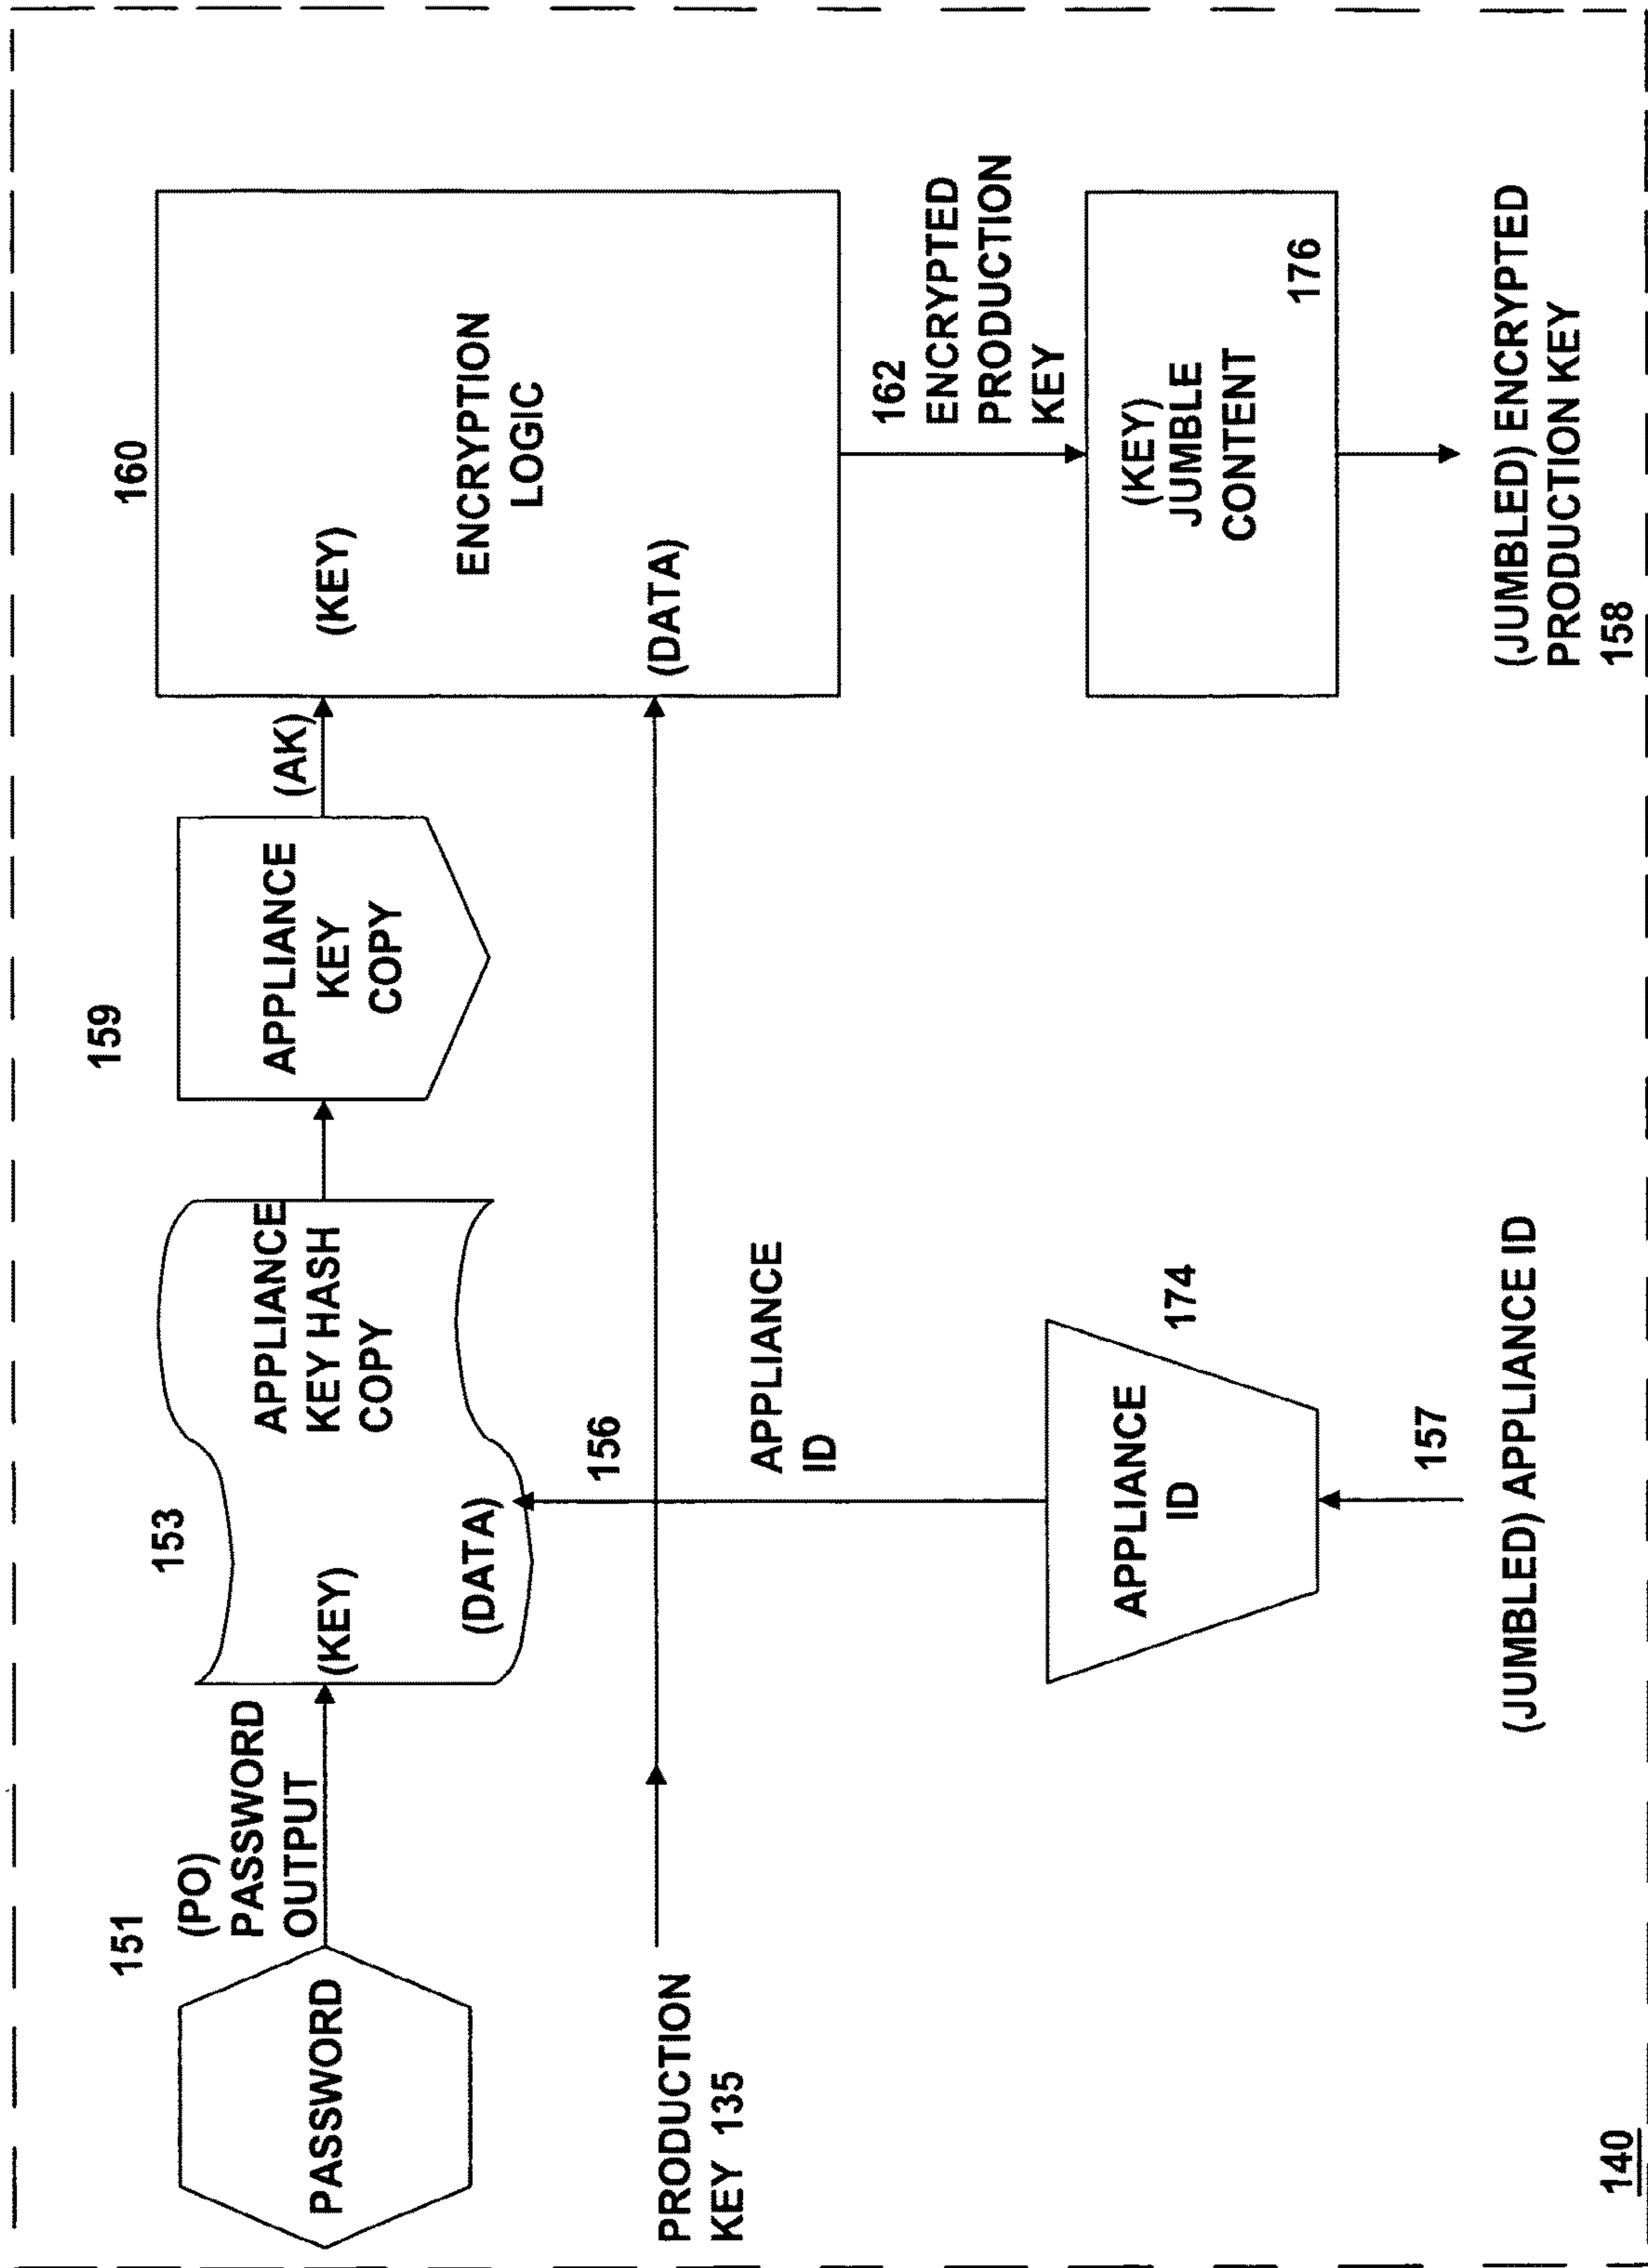 151
(PO)
PASSWORD
OUTPUT
PASSWORD
153
APPLIANCE
KEY HASH
COPY
(KEY)
(DATA)
159
APPLIANCE
KEY
COPY
(AK)
160
(KEY)
ENCRYPTION
LOGIC
(DATA)
PRODUCTION
KEY 135
156
APPLIANCE
ID
162
ENCRYPTED
PRODUCTION
KEY
APPLIANCE
ID
174
(KEY)
JUMBLE
CONTENT
176
157
(JUMBLED) APPLIANCE ID
(JUMBLED) ENCRYPTED
PRODUCTION KEY
158
140